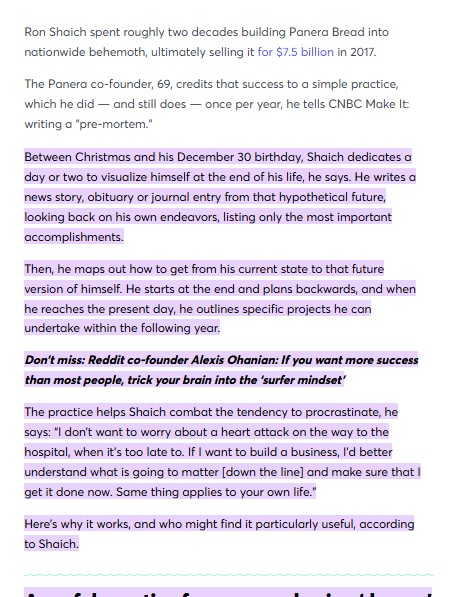 Ron Shaich spent roughly two decades building Panera Bread into
nationwide behemoth, ultimately selling it for $7.5 billion in 2017.
The Panera co-founder, 69, credits that success to a simple practice,
which he did — and still does — once per year, he tells CNBC Make It:
writing a “pre-mortem.”
Between Christmas and his December 30 birthday, Shaich dedicates a
day or two to visualize himself at the end of his life, he says. He writes a
news story, obituary or journal entry from that hypothetical future,
looking back on his own endeavors, listing only the most important
accomplishments.
Then, he maps out how to get from his current state to that future
version of himself. He starts at the end and plans backwards, and when
he reaches the present day, he outlines specific projects he can
undertake within the following year.
Don’t miss: Reddit co-founder Alexis Ohanian: If you want more success
than most people, trick your brain into the ‘surfer mindset’
The practice helps Shaich combat the tendency to procrastinate, he
says: “I don’t want to worry about a heart attack on the way to the
hospital, when it’s too late to. If I want to build a business, I’d better
understand what is going to matter [down the line] and make sure that I
get it done now. Same thing applies to your own life.”
Here’s why it works, and who might find it particularly useful, according
to Shaich.